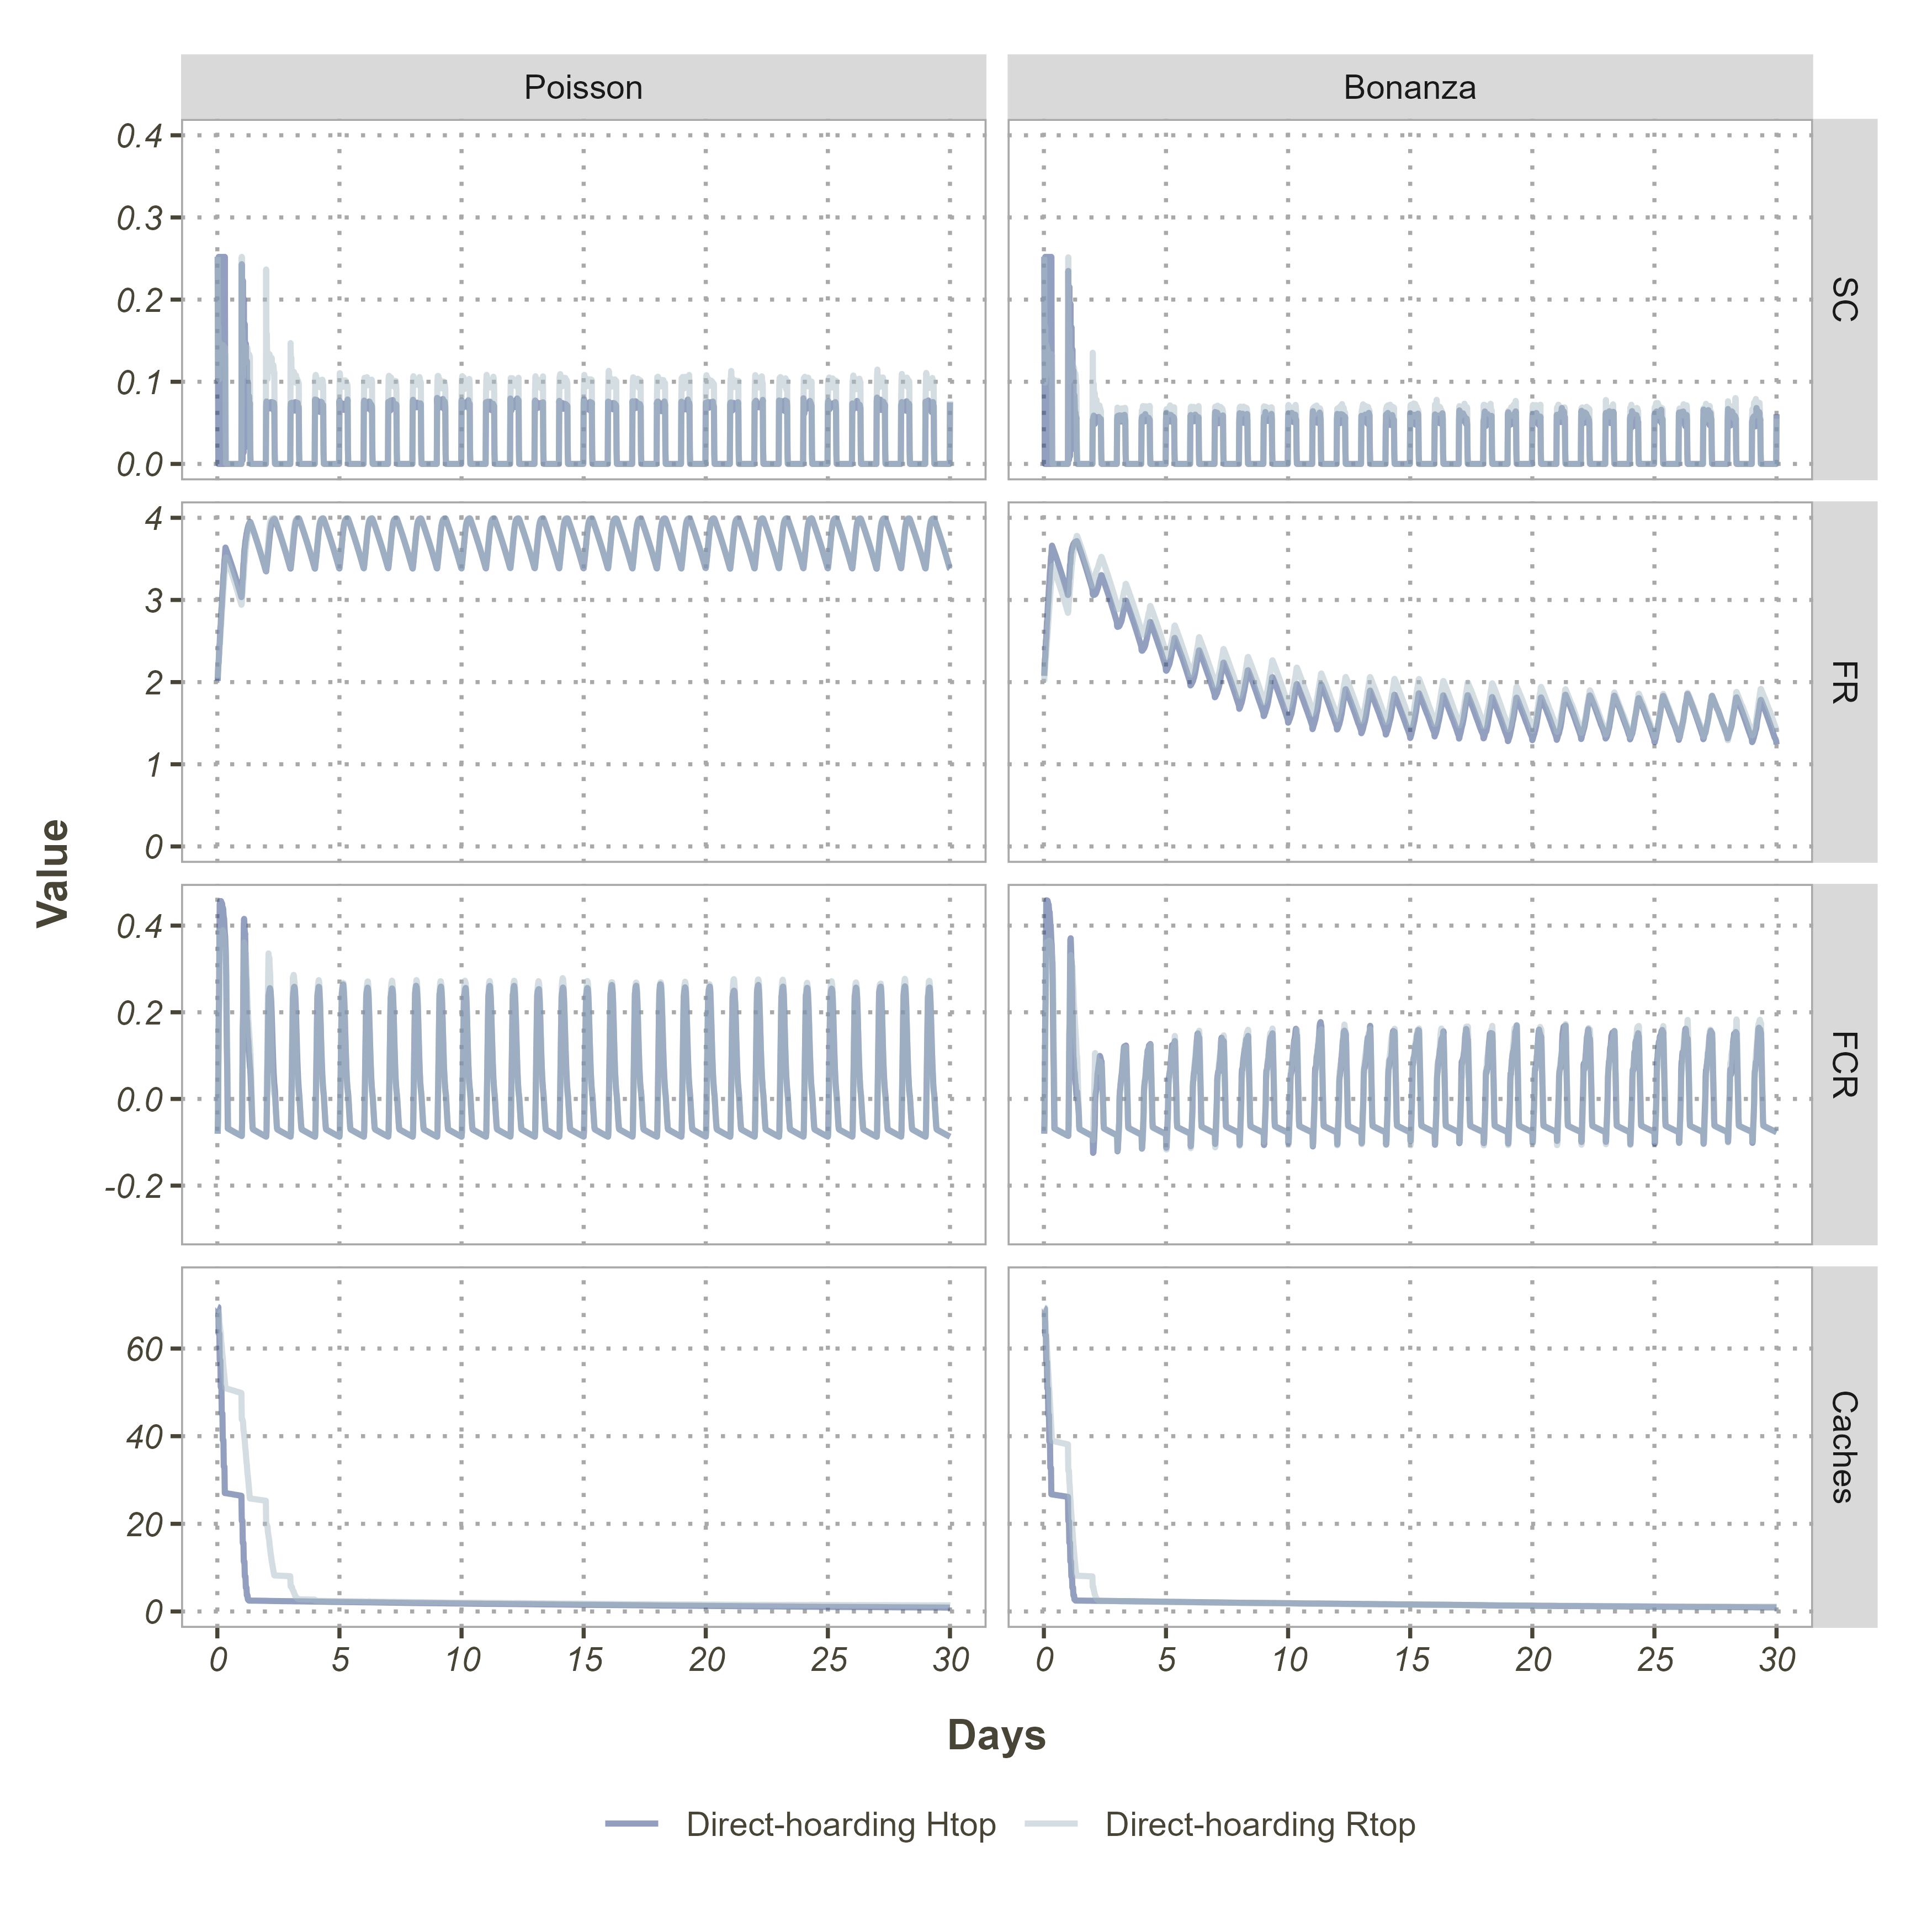 Poisson Bonanza
0.4
0.3
0.2
0.1
0.0
SC
4
3
2
1
0
FR
Value
0.4
0.2
0.0
-0.2
FCR
60
40
20
0
Caches
0 5 10 15 20 25 30 0 5 10 15 20 25 30
Days
Direct-hoarding Htop Direct-hoarding Rtop